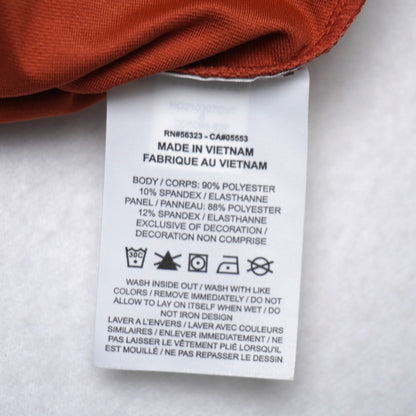 RN#56323 - CA#05553
MADE IN VIETNAM
FABRIQUE AU VIETNAM
BODY / CORPS: 90% POLYESTER
10% SPANDEX / ELASTHANNE
PANEL / PANNEAU: 88% POLYESTER
12% SPANDEX / ELASTHANNE
EXCLUSIVE OF DECORATION /
DECORATION NON COMPRISE
30C
WASH INSIDE OUT / WASH WITH LIKE
COLORS / REMOVE IMMEDIATELY / DO NOT
ALLOW TO LAY ON ITSELF WHEN WET / DO
NOT IRON DESIGN
LAVER A L'ENVERS / LAVER AVEC COULEURS
SIMILAIRES / ENLEVER IMMÉDIATEMENT / NE
PAS LAISSER LE VÊTEMENT PLIÉ LORSQU'IL
EST MOUILLÉ / NE PAS REPASSER LE DESSIN